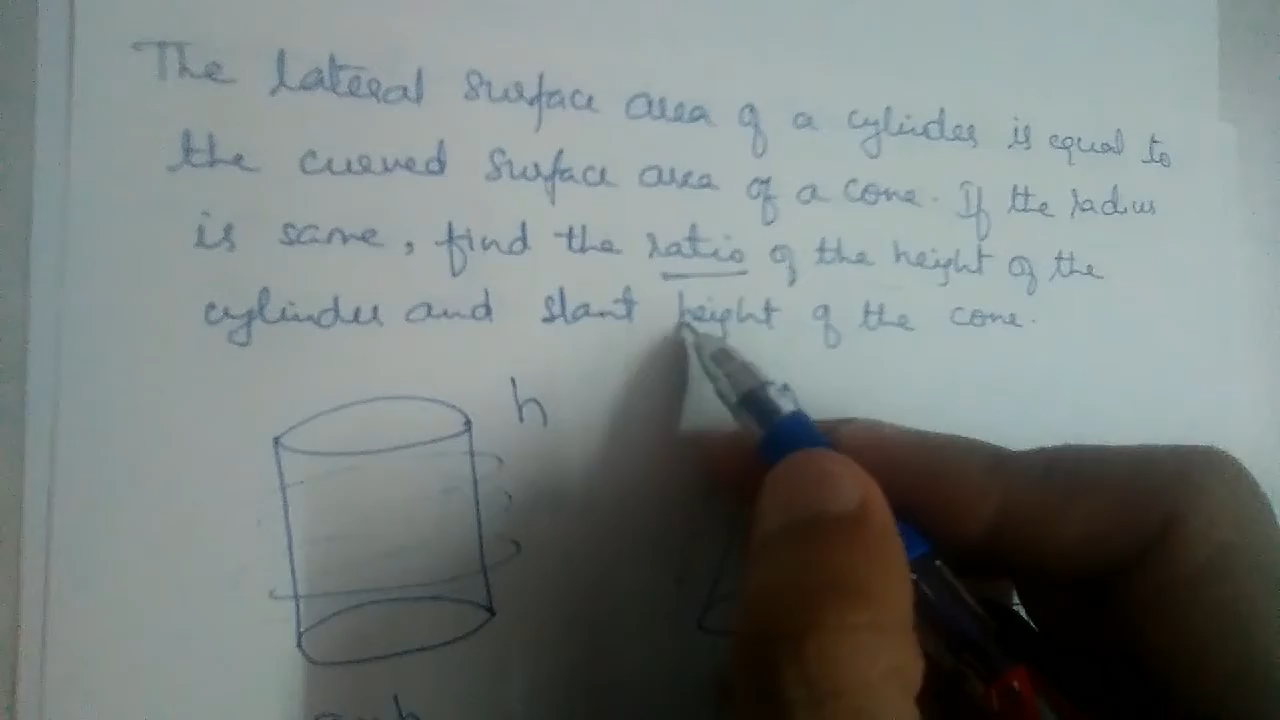 The lateral surface area of a cylinder is equal to
the curved surface area of a cone. If the radius
is same, find the ratio of the height of the
cylinder and slant height of the cone.
h